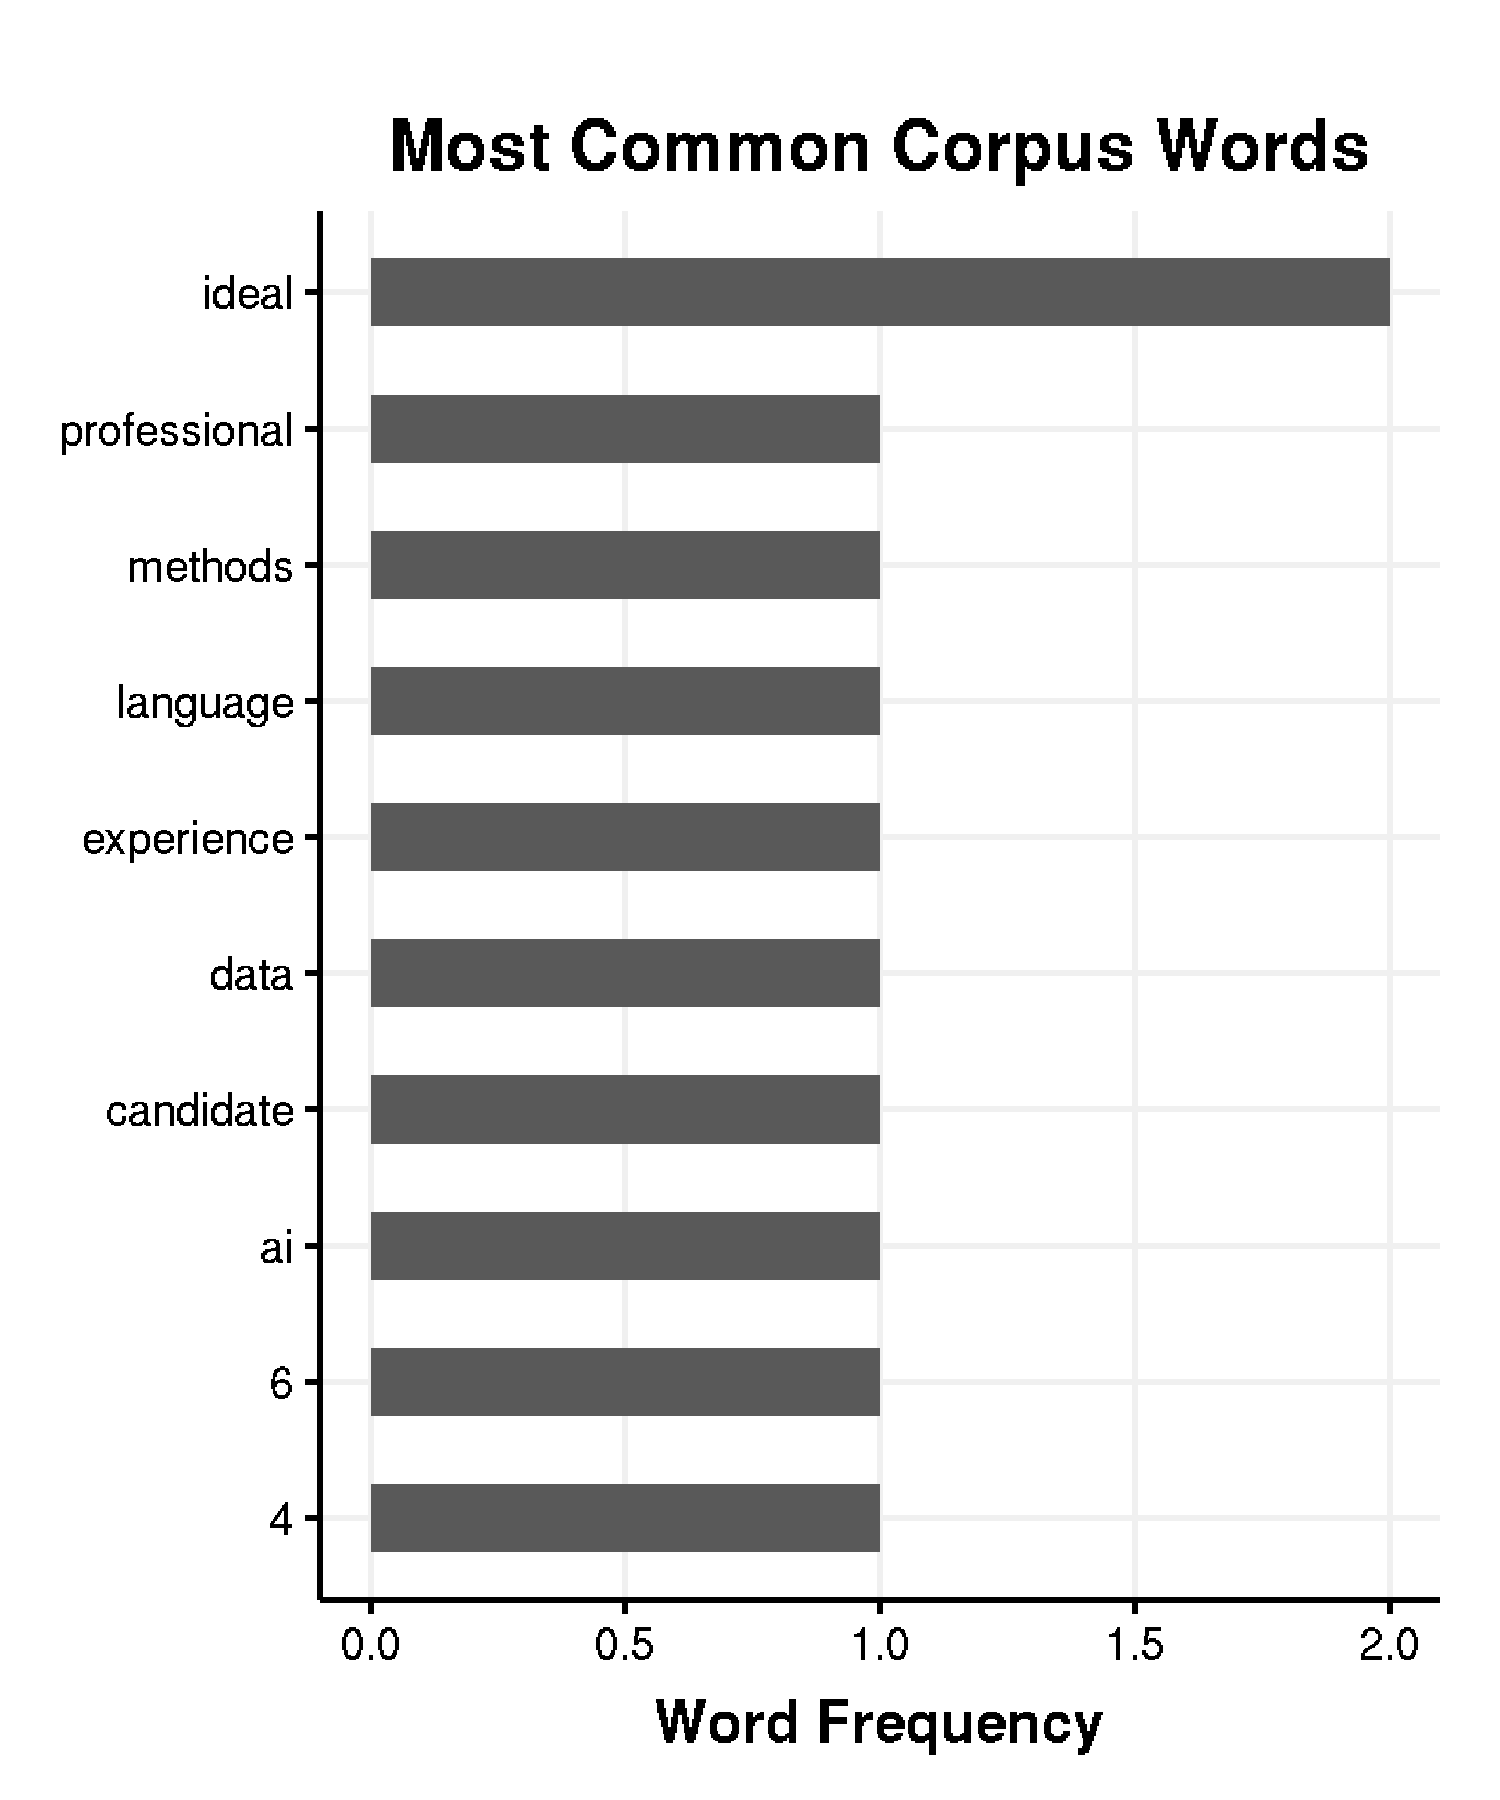 Most Common Corpus Words
ideal
professional
methods
language
experience
data
candidate
ai
6
4
0.0 0.5 1.0 1.5 2.0
Word Frequency